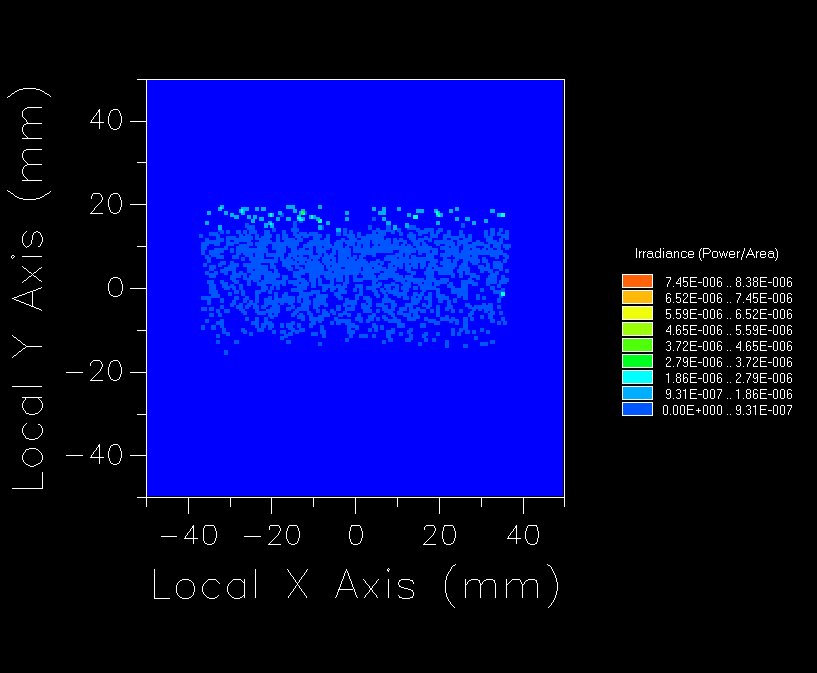 Local Y Axis (mm)
40
20
0
−20
−40
−40
−20
0
20
40
Local X Axis (mm)
Irradiance (Power/Area)
7.45E-006 .. 8.38E-006
6.52E-006 .. 7.45E-006
5.59E-006 .. 6.52E-006
4.65E-006 .. 5.59E-006
3.72E-006 .. 4.65E-006
2.79E-006 .. 3.72E-006
1.86E-006 .. 2.79E-006
9.31E-007 .. 1.86E-006
0.00E+000 .. 9.31E-007